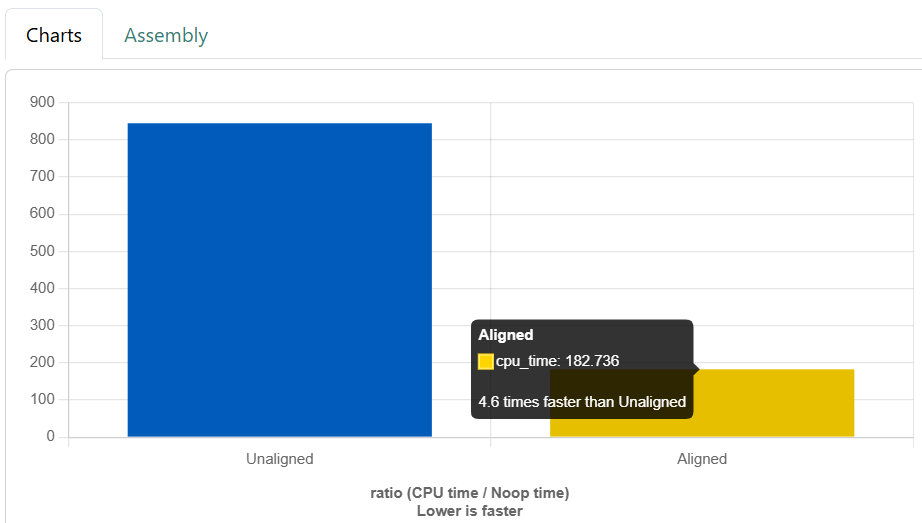 Charts
Assembly
900
800
700
600
500
400
300
200
100
0
Aligned
cpu_time: 182.736
4.6 times faster than Unaligned
Unaligned
Aligned
ratio (CPU time / Noop time)
Lower is faster